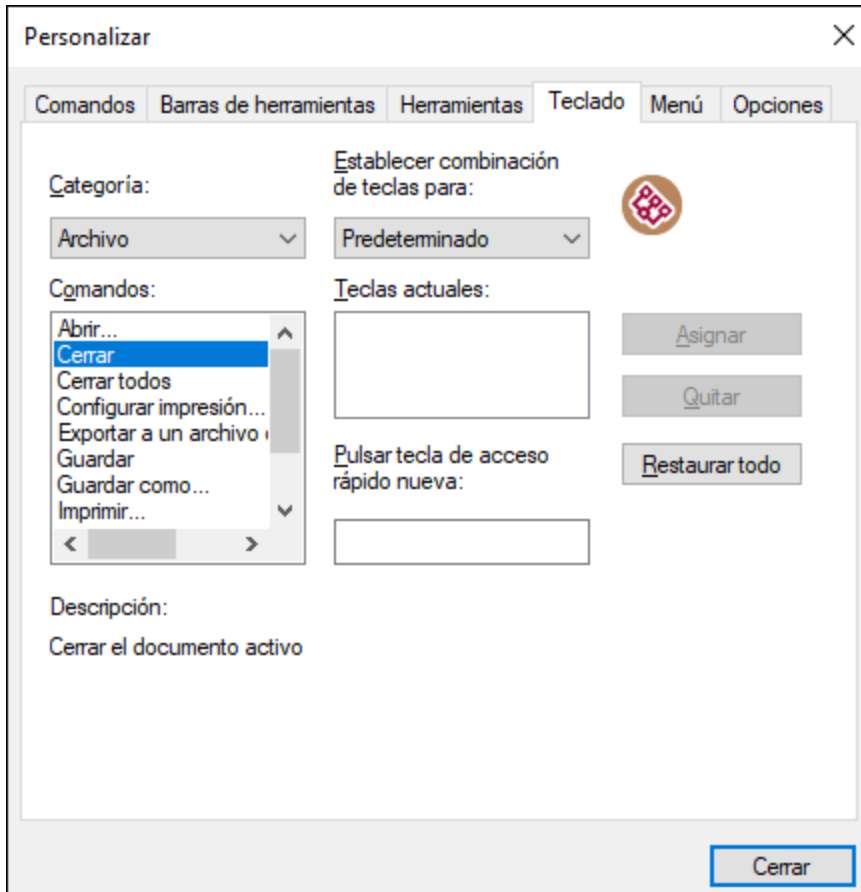 Personalizar
Comandos
Barras de herramientas
Herramientas
Teclado
Menú
Opciones
Categoría:
Archivo
Establecer combinación
de teclas para:
Predeterminado
Comandos:
Abrir...
Cerrar
Cerrar todos
Configurar impresión...
Exportar a un archivo
Guardar
Guardar como...
Imprimir...
Teclas actuales:
Pulsar tecla de acceso
rápido nueva:
Asignar
Quitar
Restaurar todo
Descripción:
Cerrar el documento activo
Cerrar